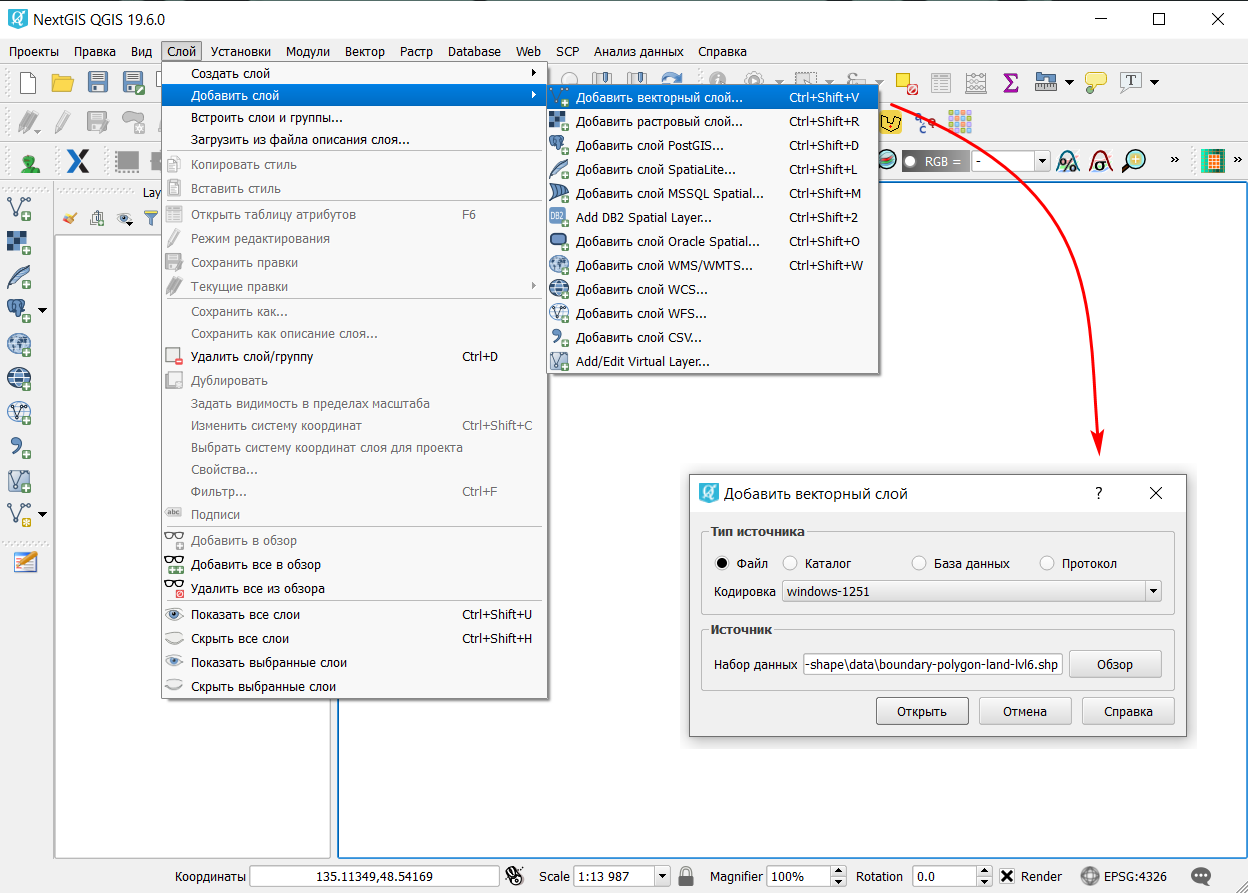 NextGIS QGIS 19.6.0
Проекты Правка Вид Слой Установки Модули Вектор Растр Database Web SCP Анализ данных Справка
Создать слой
Добавить слой
Встроить слои и группы...
Загрузить из файла описания слоя...
Копировать стиль
Вставить стиль
Открыть таблицу атрибутов F6
Режим редактирования
Сохранить правки
Текущие правки
Сохранить как...
Сохранить как описание слоя...
Удалить слой/группу Ctrl+D
Дублировать
Задать видимость в пределах масштаба
Изменить систему координат Ctrl+Shift+C
Выбрать систему координат слоя для проекта
Свойства...
Фильтр... Ctrl+F
abc Подписи
Добавить в обзор
Добавить все в обзор
Удалить все из обзора
Показать все слои Ctrl+Shift+U
Скрыть все слои Ctrl+Shift+H
Показать выбранные слои
Скрыть выбранные слои
Добавить векторный слой... Ctrl+Shift+V
Добавить растровый слой... Ctrl+Shift+R
Добавить слой PostGIS... Ctrl+Shift+D
Добавить слой SpatiaLite... Ctrl+Shift+L
Добавить слой MSSQL Spatial... Ctrl+Shift+M
DB2 Add DB2 Spatial Layer... Ctrl+Shift+2
Добавить слой Oracle Spatial... Ctrl+Shift+O
Добавить слой WMS/WMTS... Ctrl+Shift+W
Добавить слой WCS...
Добавить слой WFS...
Добавить слой CSV...
Add/Edit Virtual Layer...
RGB = -
Lay
Добавить векторный слой ?
Тип источника
Файл Каталог База данных Протокол
Кодировка windows-1251
Источник
Набор данных -shape\data\boundary-polygon-land-lvl6.shp Обзор
Открыть Отмена Справка
Координаты 135.11349,48.54169 Scale 1:13 987 Magnifier 100% Rotation 0.0 Render EPSG:4326